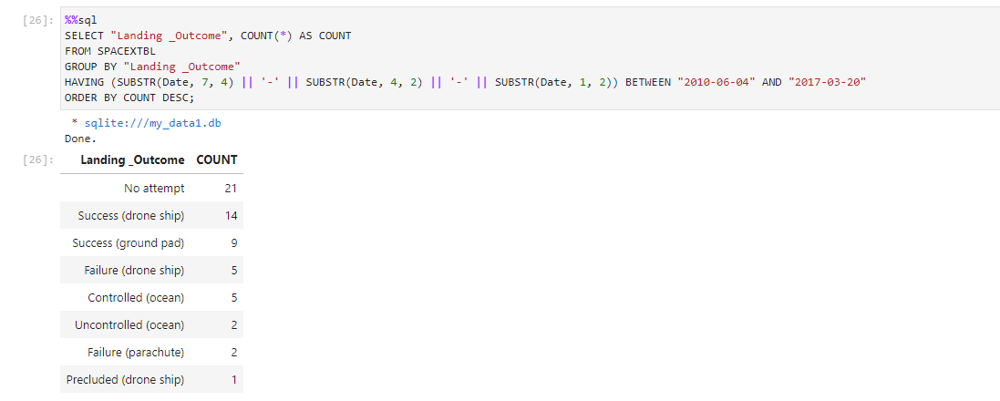 [26]: %%sql
SELECT "Landing _Outcome", COUNT(*) AS COUNT
FROM SPACEXTBL
GROUP BY "Landing _Outcome"
HAVING (SUBSTR(Date, 7, 4) || '-' || SUBSTR(Date, 4, 2) || '-' || SUBSTR(Date, 1, 2)) BETWEEN "2010-06-04" AND "2017-03-20"
ORDER BY COUNT DESC;
* sqlite:///my_data1.db
Done.
[26]: Landing _Outcome COUNT
No attempt 21
Success (drone ship) 14
Success (ground pad) 9
Failure (drone ship) 5
Controlled (ocean) 5
Uncontrolled (ocean) 2
Failure (parachute) 2
Precluded (drone ship) 1